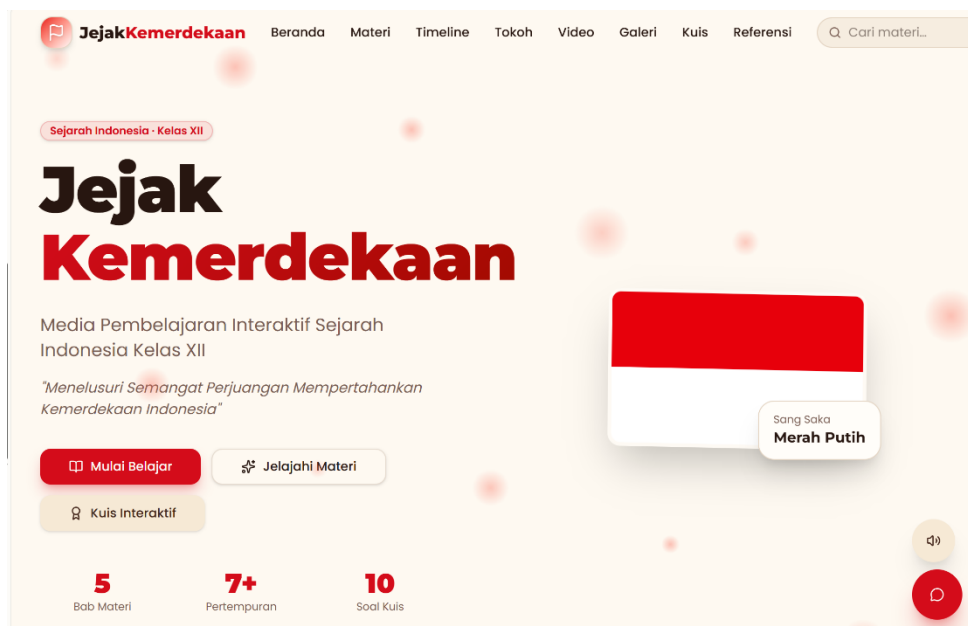 JejakKemerdekaan Beranda Materi Timeline Tokoh Video Galeri Kuis Referensi Cari materi...
Sejarah Indonesia · Kelas XII
Jejak
Kemerdekaan
Media Pembelajaran Interaktif Sejarah
Indonesia Kelas XII
"Menelusuri Semangat Perjuangan Mempertahankan
Kemerdekaan Indonesia"
Mulai Belajar Jelajahi Materi
Kuis Interaktif
5 7+ 10
Bab Materi Pertempuran Soal Kuis
Sang Saka
Merah Putih